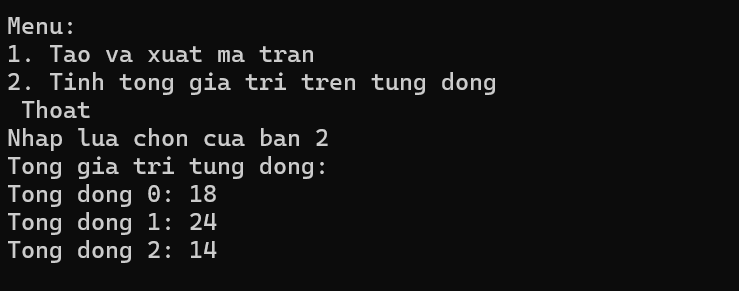 Menu:
1. Tao va xuat ma tran
2. Tinh tong gia tri tren tung dong
 Thoat
Nhap lua chon cua ban 2
Tong gia tri tung dong:
Tong dong 0: 18
Tong dong 1: 24
Tong dong 2: 14